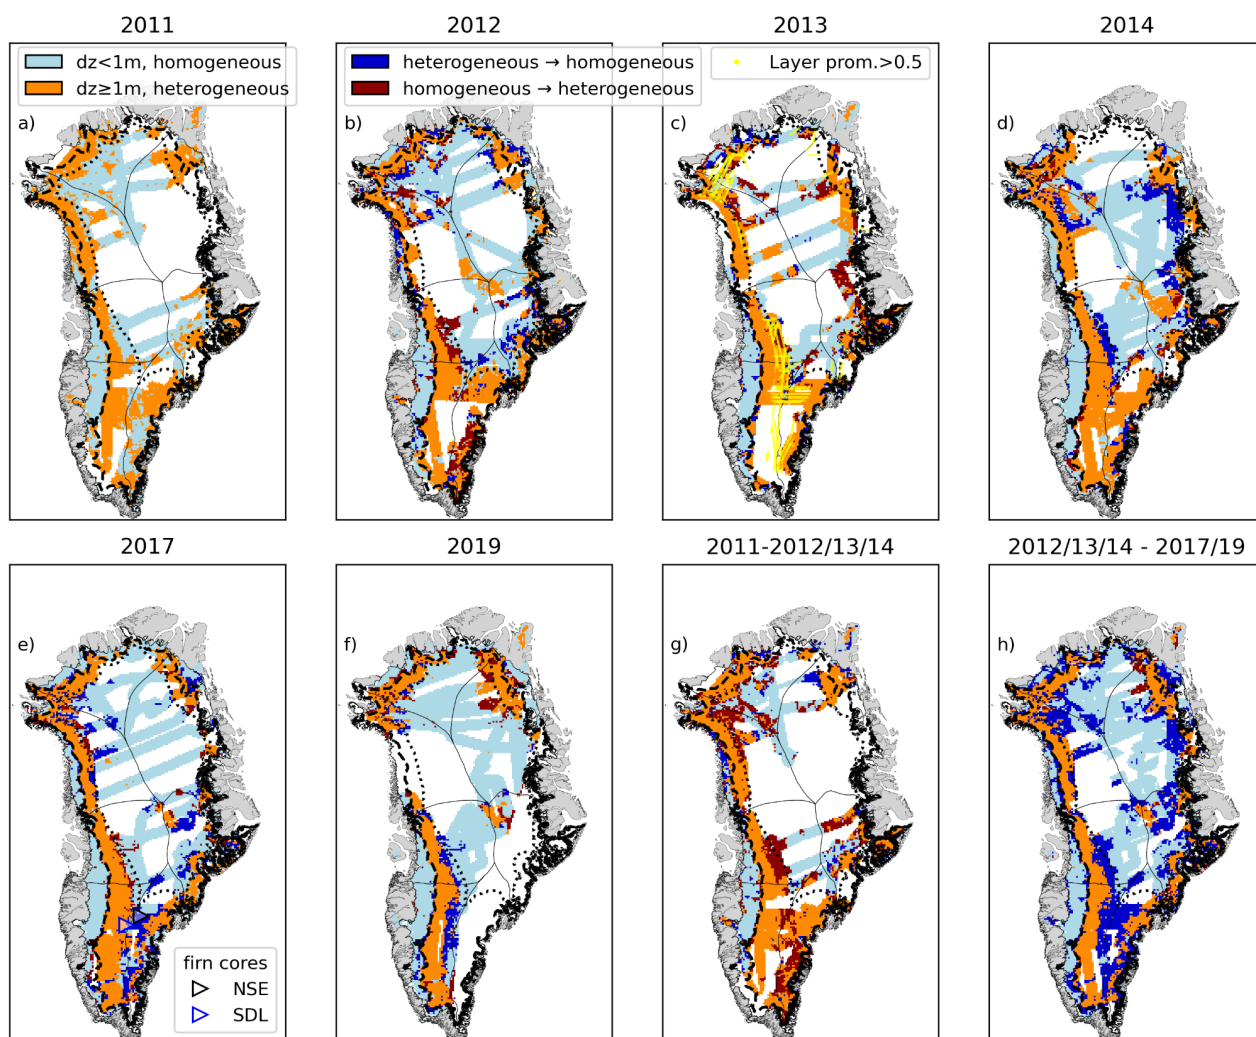 2011
2012
2013
2014
dz<1m, homogeneous
dz≥1m, heterogeneous
heterogeneous → homogeneous
homogeneous → heterogeneous
Layer prom.>0.5
a)
b)
c)
d)
2017
2019
2011-2012/13/14
2012/13/14 - 2017/19
e)
f)
g)
h)
firn cores
NSE
SDL